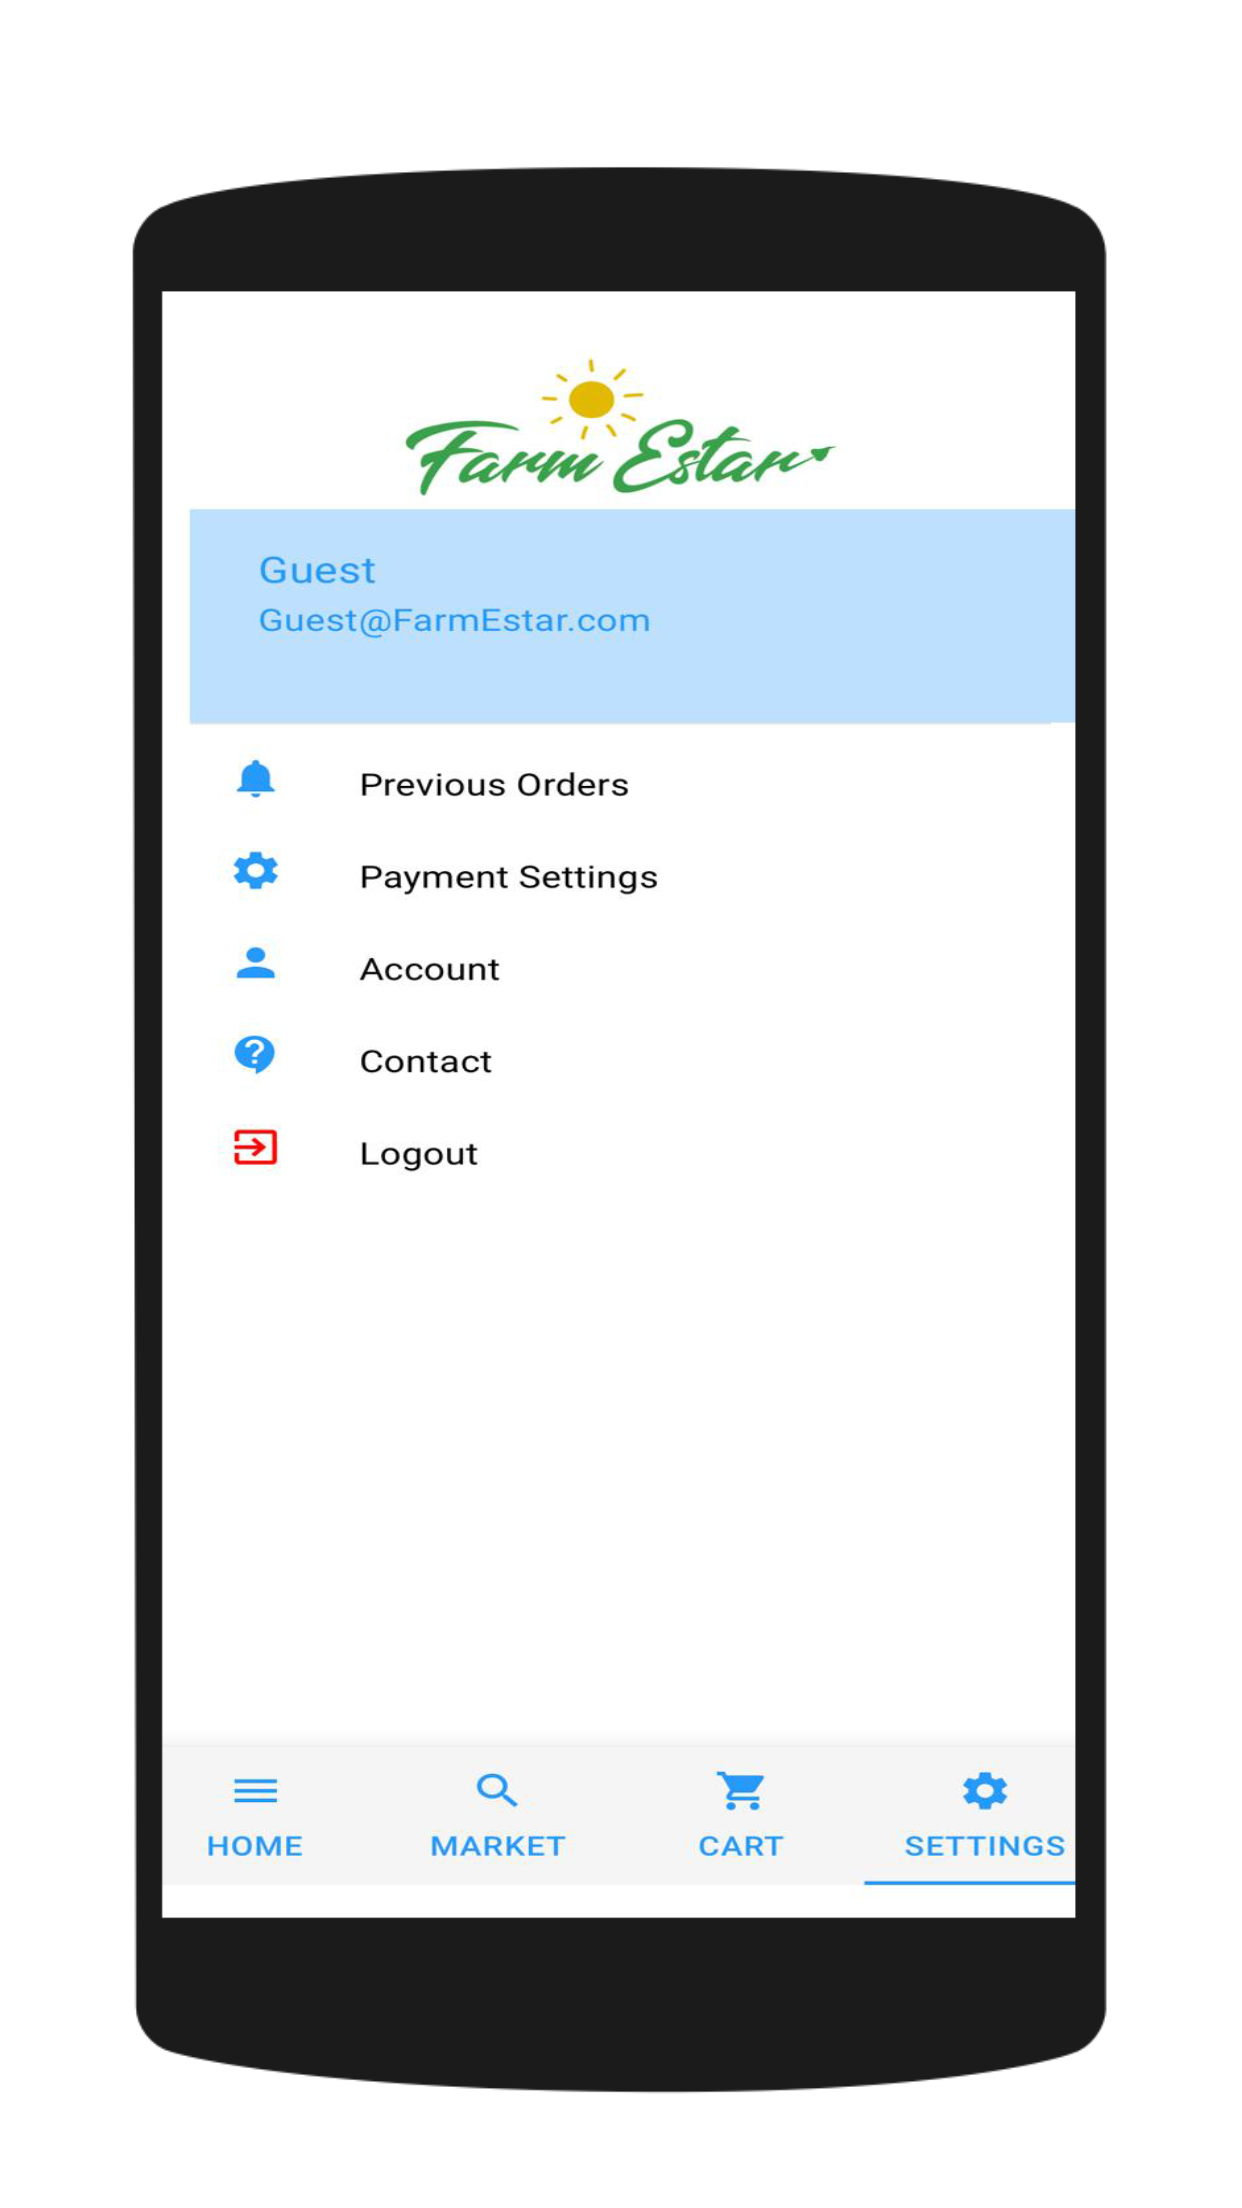 Farm Estar
Guest
Guest@FarmEstar.com
Previous Orders
Payment Settings
Account
Contact
Logout
HOME MARKET CART SETTINGS